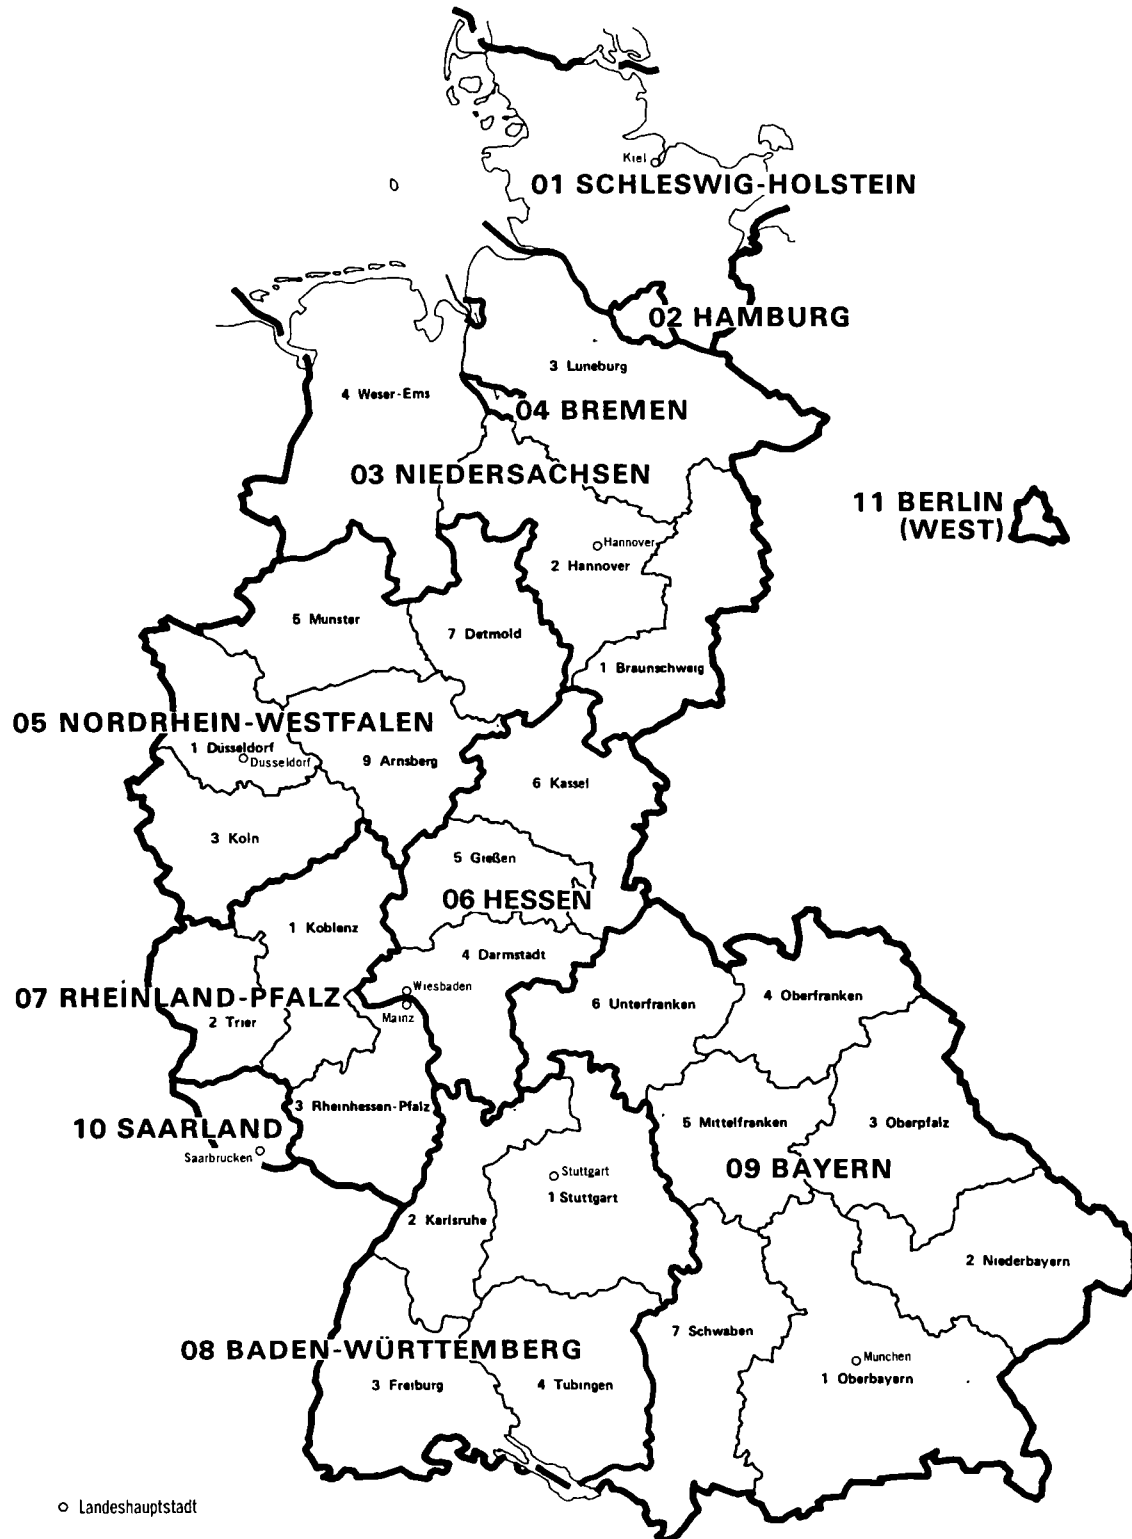 Kiel
01 SCHLESWIG-HOLSTEIN
02 HAMBURG
3 Luneburg
4 Weser-Ems
04 BREMEN
03 NIEDERSACHSEN
11 BERLIN
(WEST)
Hannover
2 Hannover
5 Munster
7 Detmold
1 Braunschweig
05 NORDRHEIN-WESTFALEN
1 Düsseldorf
Dusseldorf
9 Arnsberg
6 Kassel
3 Koln
5 Gießen
06 HESSEN
1 Koblenz
4 Darmstadt
Wiesbaden
07 RHEINLAND-PFALZ
Mainz
2 Trier
6 Unterfranken
4 Oberfranken
3 Rheinhessen-Pfalz
10 SAARLAND
Saarbrucken
5 Mittelfranken
3 Oberpfalz
09 BAYERN
Stuttgart
1 Stuttgart
2 Karlsruhe
2 Niederbayern
7 Schwaben
08 BADEN-WÜRTTEMBERG
Munchen
1 Oberbayern
3 Freiburg
4 Tubingen
Landeshauptstadt